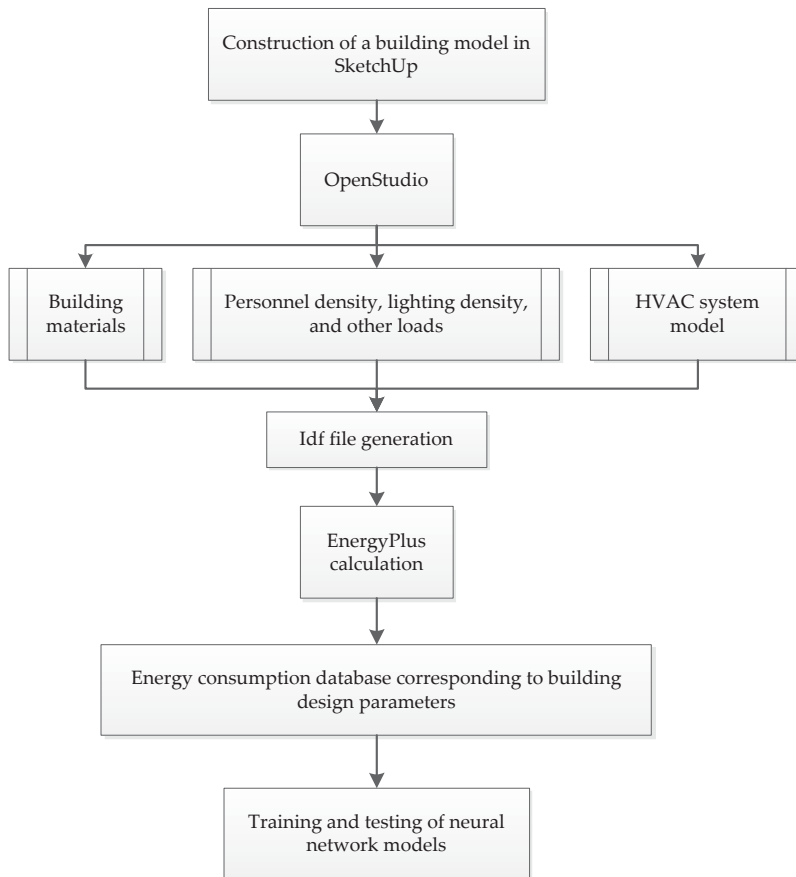 Construction of a building model in
SketchUp
OpenStudio
Building
materials
Personnel density, lighting density,
and other loads
HVAC system
model
Idf file generation
EnergyPlus
calculation
Energy consumption database corresponding to building
design parameters
Training and testing of neural
network models